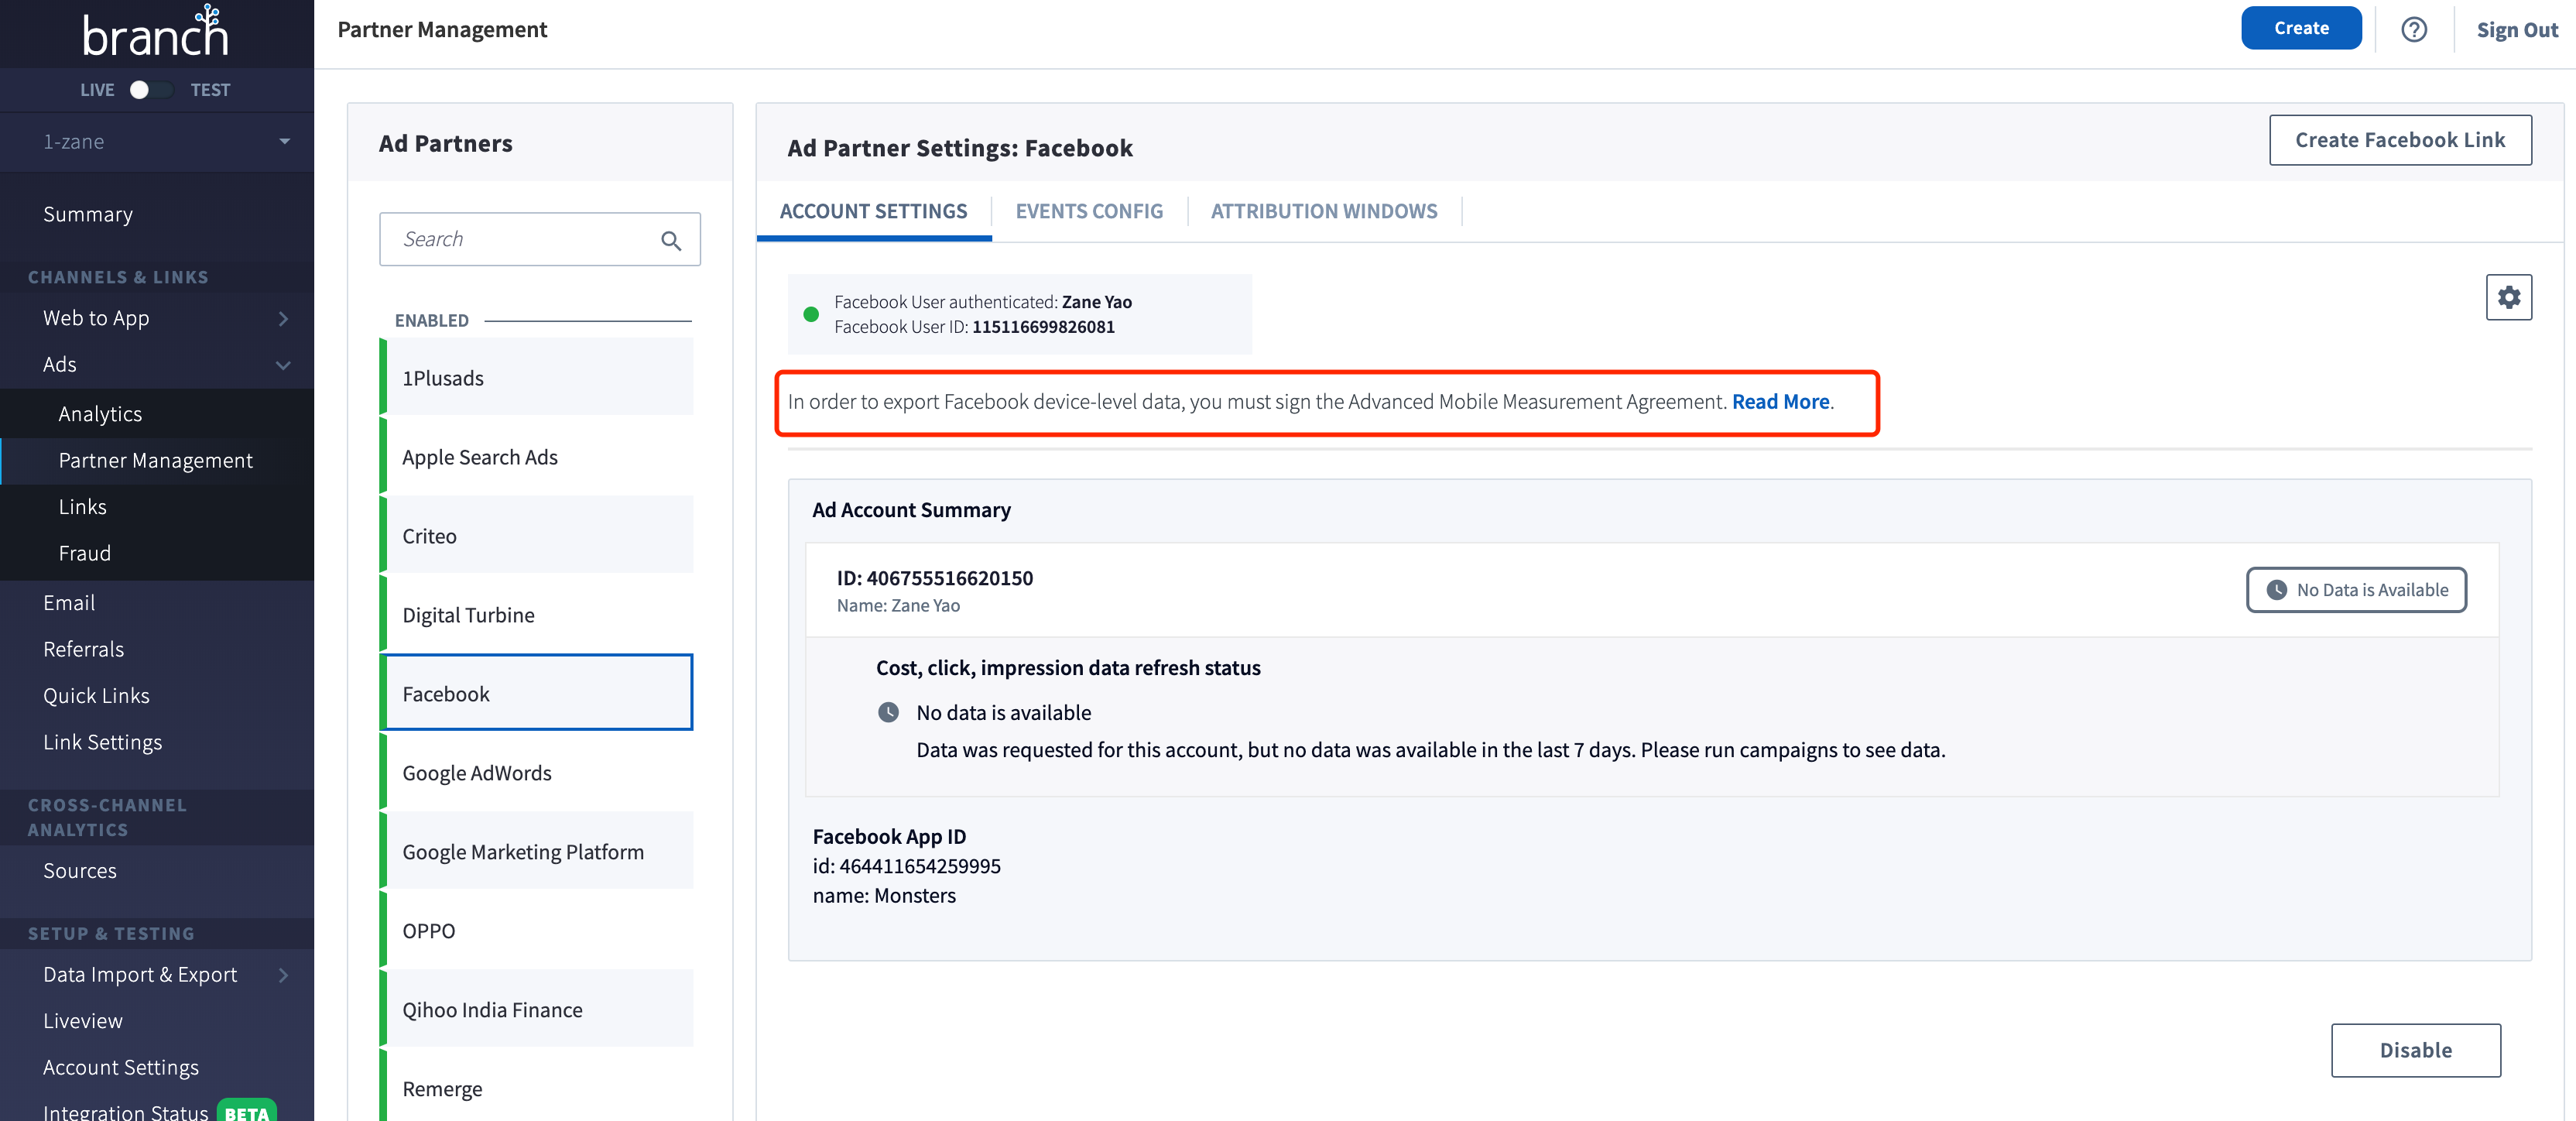 branch
LIVE TEST
1-zane
Summary
CHANNELS & LINKS
Web to App
Ads
Analytics
Partner Management
Links
Fraud
Email
Referrals
Quick Links
Link Settings
CROSS-CHANNEL
ANALYTICS
Sources
SETUP & TESTING
Data Import & Export
Liveview
Account Settings
Integration Status BETA
Partner Management
Create
Sign Out
Ad Partners
Search
ENABLED
1Plusads
Apple Search Ads
Criteo
Digital Turbine
Facebook
Google AdWords
Google Marketing Platform
OPPO
Qihoo India Finance
Remerge
Ad Partner Settings: Facebook
Create Facebook Link
ACCOUNT SETTINGS EVENTS CONFIG ATTRIBUTION WINDOWS
Facebook User authenticated: Zane Yao
Facebook User ID: 115116699826081
In order to export Facebook device-level data, you must sign the Advanced Mobile Measurement Agreement. Read More.
Ad Account Summary
ID: 406755516620150
Name: Zane Yao
No Data is Available
Cost, click, impression data refresh status
No data is available
Data was requested for this account, but no data was available in the last 7 days. Please run campaigns to see data.
Facebook App ID
id: 464411654259995
name: Monsters
Disable